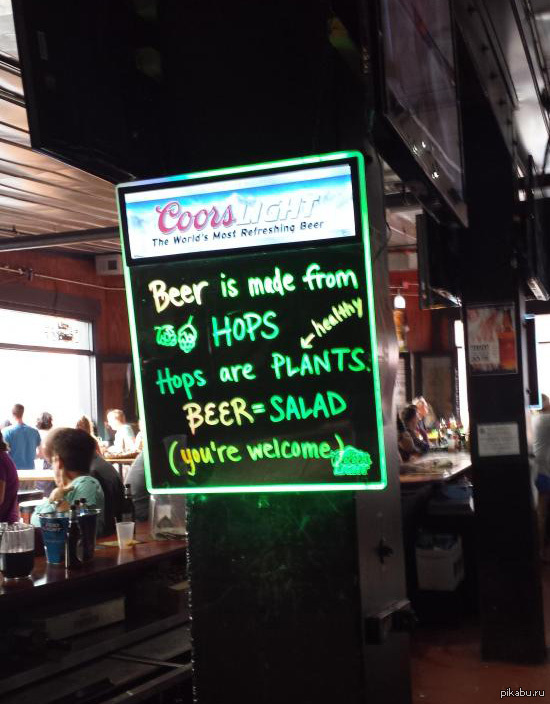 Coors LIGHT
The World's Most Refreshing Beer
Beer is made from
HOPS
healthy
Hops are PLANTS.
BEER = SALAD
(you're welcome)
pikabu.ru